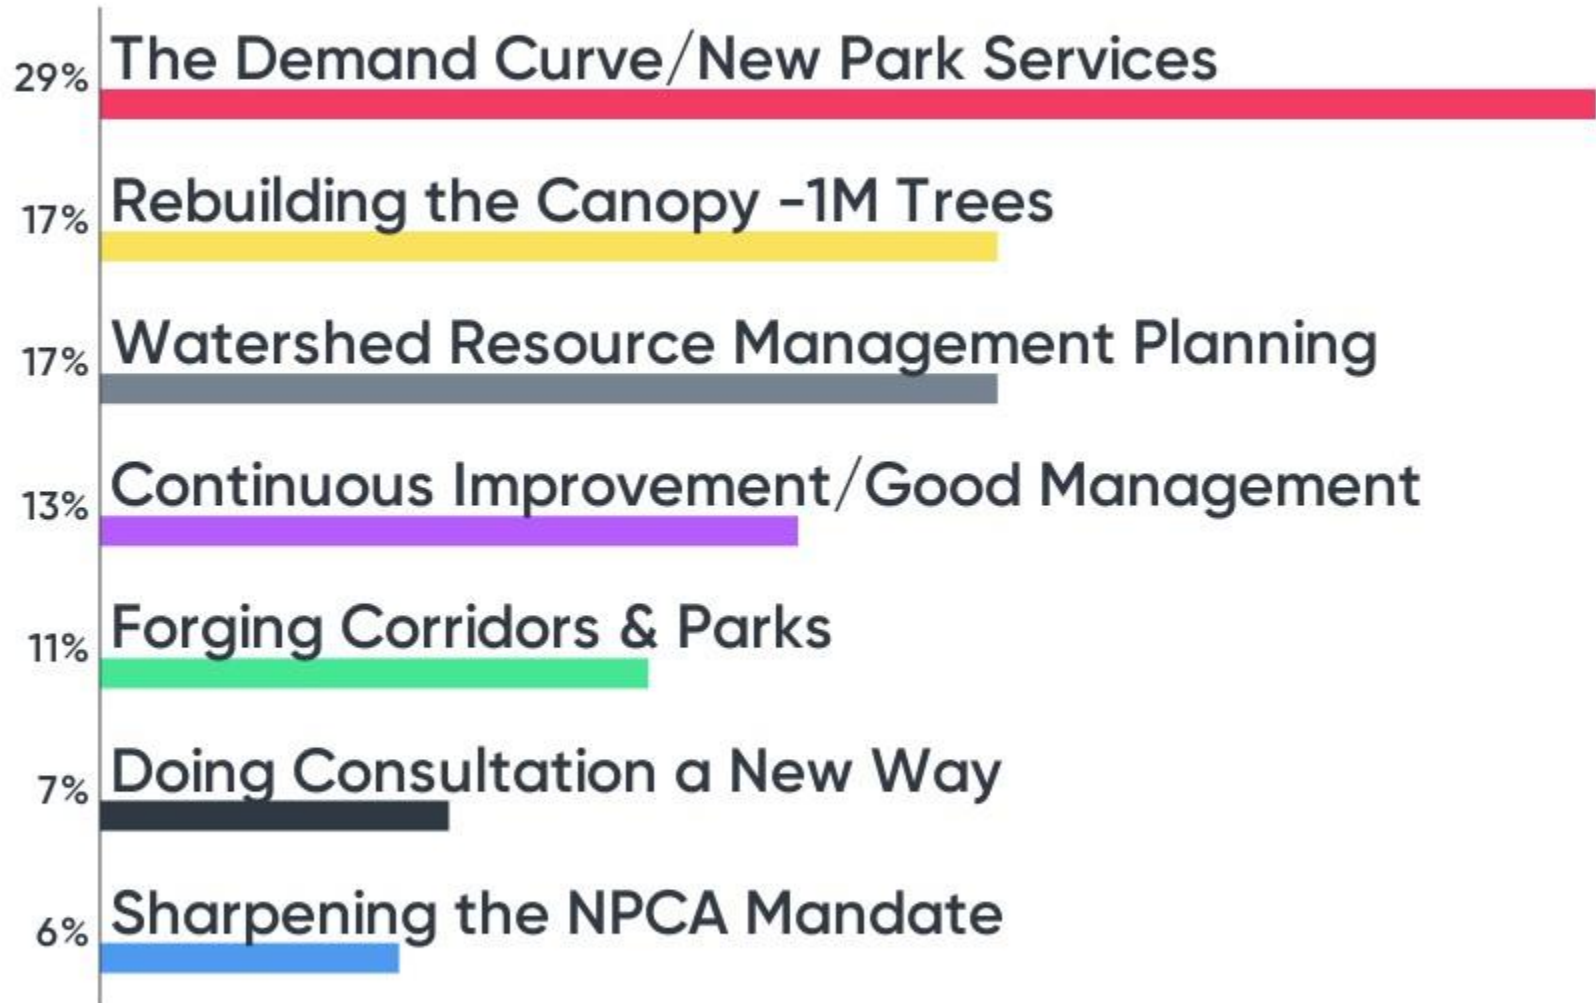 29% The Demand Curve/New Park Services
17% Rebuilding the Canopy -1M Trees
17% Watershed Resource Management Planning
13% Continuous Improvement/Good Management
11% Forging Corridors & Parks
7% Doing Consultation a New Way
6% Sharpening the NPCA Mandate